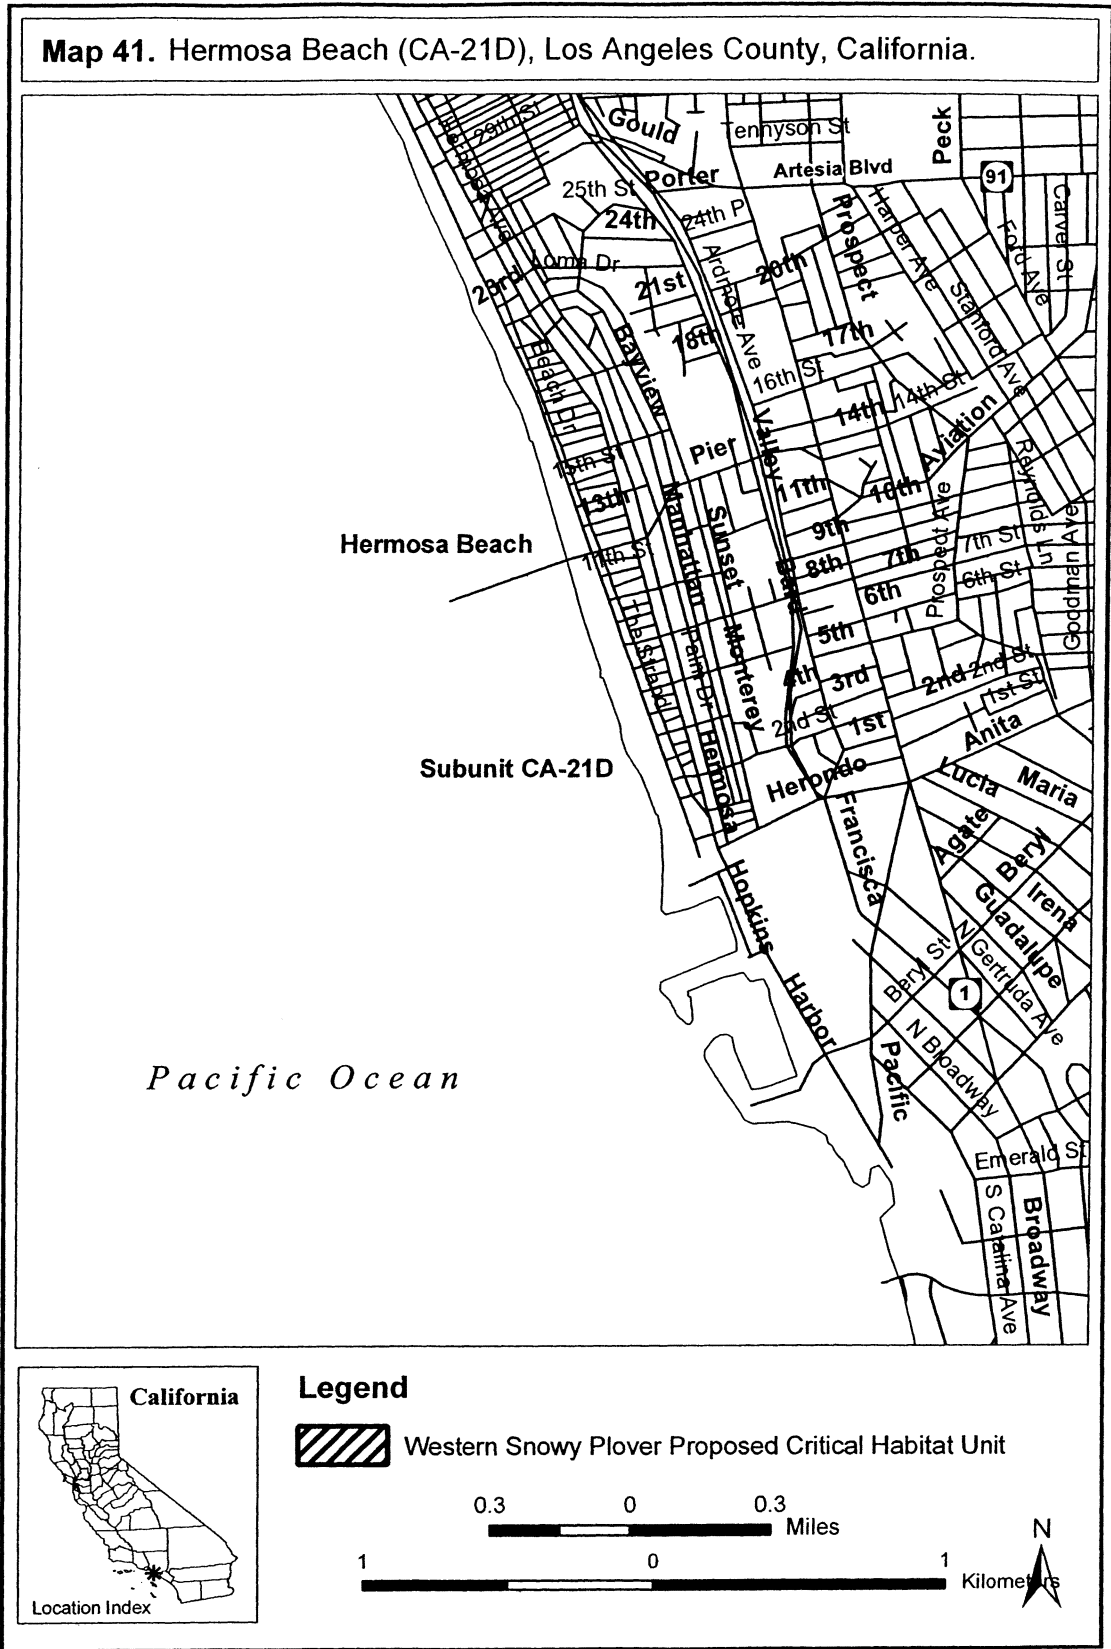 Map 41. Hermosa Beach (CA-21D), Los Angeles County, California.
29th St
Gould
Tennyson St
Peck
Hermosa Ave
Porter
Artesia Blvd
91
25th St
24th
24th P
Prospect
Harper Ave
Ford Ave
Carver St
Loma Dr
23rd
21st
Ardmore Ave
20th
Stanford Ave
18th
17th
Bayview
Beach Dr
16th St
14th
14th St
Aviation
Valley
Pier
15th St
13th
11th
10th
Reynolds Ln
Manhattan
Sunset
9th
Prospect Ave
7th St
Hermosa Beach
11th St
8th
7th
6th St
Goodman Ave
Bard
6th
The Strand
Palm Dr
Monterey
5th
4th
3rd
2nd
2nd St
1st St
2nd St
1st
Anita
Subunit CA-21D
Hermosa
Herondo
Lucia
Maria
Francisca
Agate
Beryl
Irena
Hopkins
Guadalupe
Beryl St
N Gertruda Ave
1
Harbor
Pacific
N Broadway
Pacific Ocean
Emerald St
S Catalina Ave
Broadway
California
Location Index
Legend
Western Snowy Plover Proposed Critical Habitat Unit
0.3 0 0.3
Miles
1 0 1
Kilometers
N